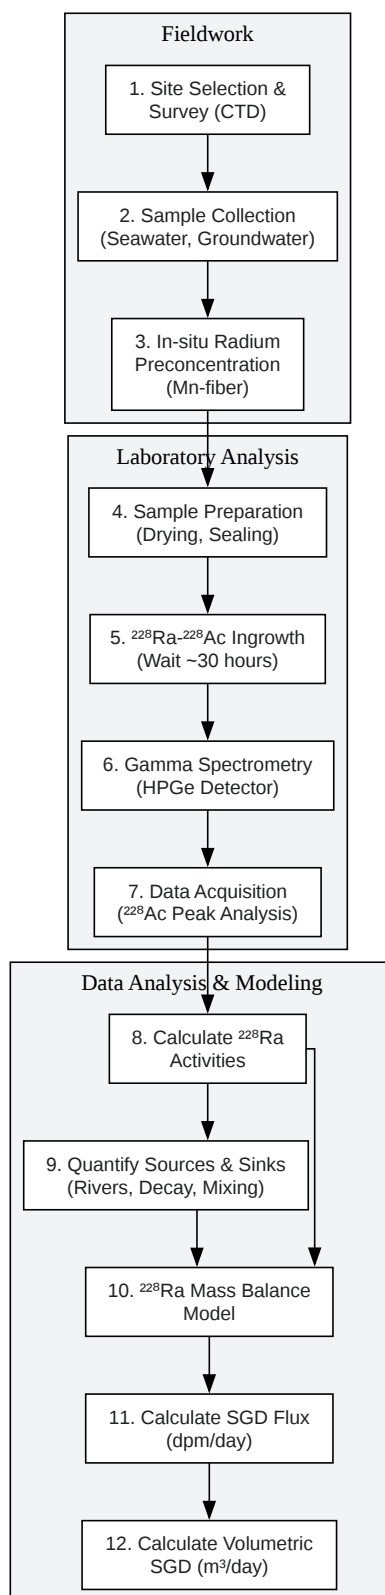 Fieldwork
1. Site Selection &
Survey (CTD)
2. Sample Collection
(Seawater, Groundwater)
3. In-situ Radium
Preconcentration
(Mn-fiber)
Laboratory Analysis
4. Sample Preparation
(Drying, Sealing)
5. ²²⁸Ra-²²⁸Ac Ingrowth
(Wait ~30 hours)
6. Gamma Spectrometry
(HPGe Detector)
7. Data Acquisition
(²²⁸Ac Peak Analysis)
Data Analysis & Modeling
8. Calculate ²²⁸Ra
Activities
9. Quantify Sources & Sinks
(Rivers, Decay, Mixing)
10. ²²⁸Ra Mass Balance
Model
11. Calculate SGD Flux
(dpm/day)
12. Calculate Volumetric
SGD (m³/day)